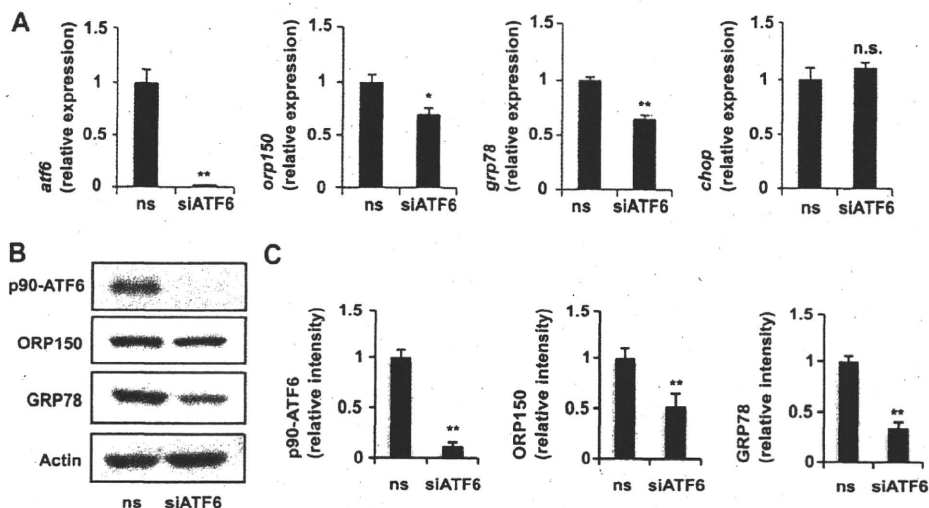 A
atf6
(relative expression)
1.5
1
0.5
0
**
ns siATF6
orp150
(relative expression)
1.5
1
0.5
0
*
ns siATF6
grp78
(relative expression)
1.5
1
0.5
0
**
ns siATF6
chop
(relative expression)
1.5
1
0.5
0
n.s.
ns siATF6
B
p90-ATF6
ORP150
GRP78
Actin
ns siATF6
C
p90-ATF6
(relative intensity)
1.5
1
0.5
0
**
ns siATF6
ORP150
(relative intensity)
1.5
1
0.5
0
**
ns siATF6
GRP78
(relative intensity)
1.5
1
0.5
0
**
ns siATF6